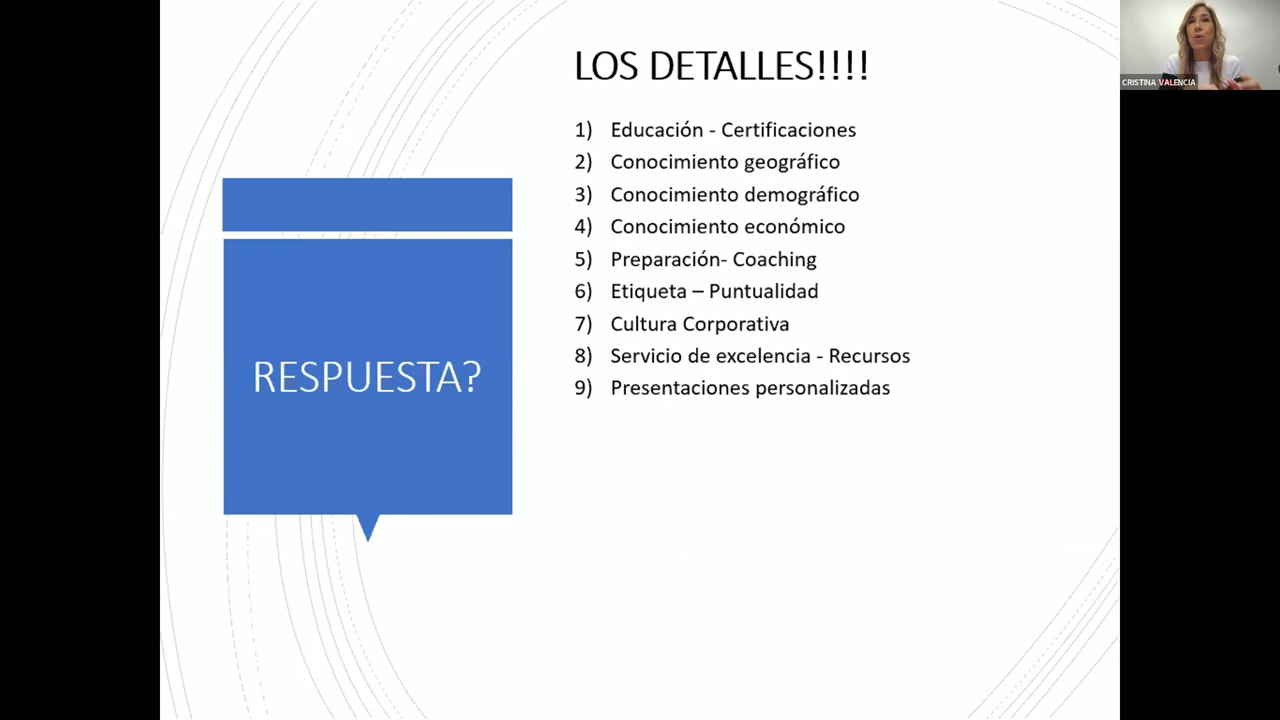 LOS DETALLES!!!!
1) Educación - Certificaciones
2) Conocimiento geográfico
3) Conocimiento demográfico
4) Conocimiento económico
5) Preparación- Coaching
6) Etiqueta – Puntualidad
7) Cultura Corporativa
8) Servicio de excelencia - Recursos
9) Presentaciones personalizadas
RESPUESTA?
CRISTINA VALENCIA